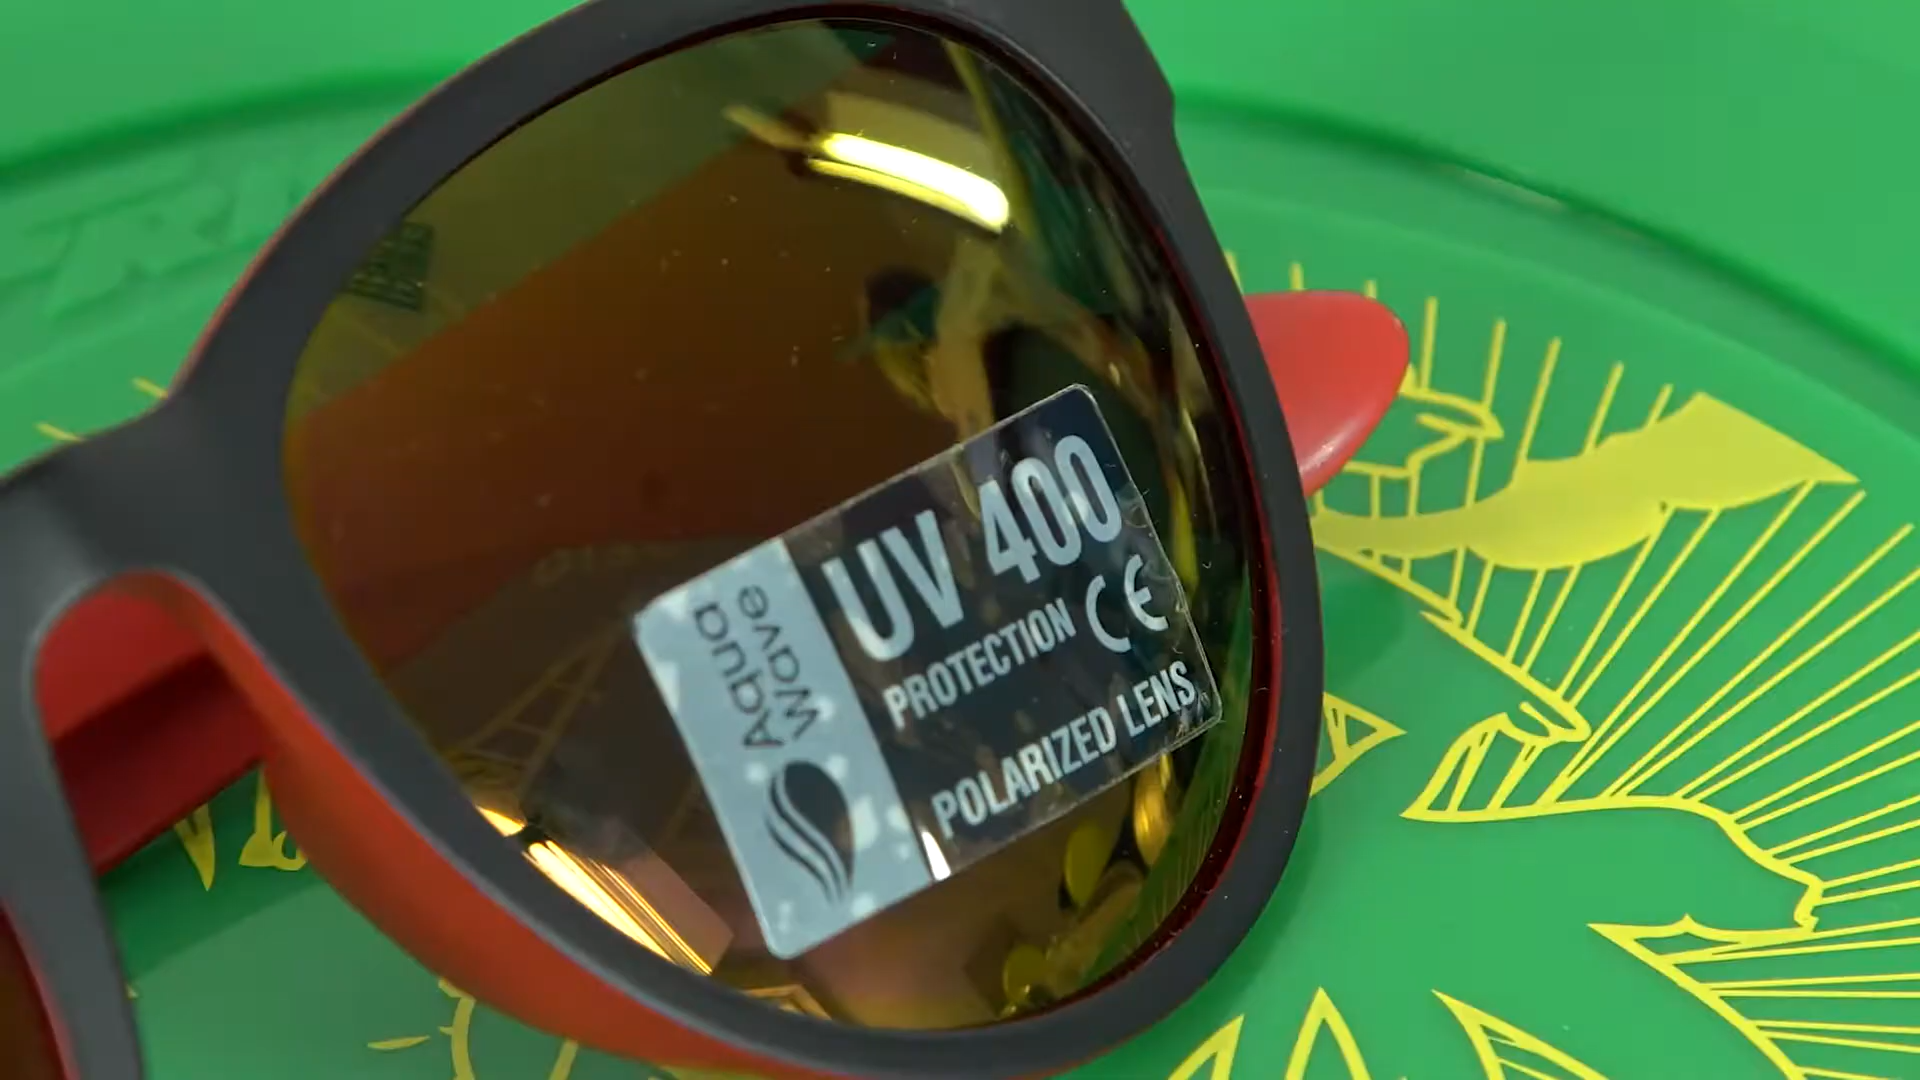 Aqua
Wave
UV 400
PROTECTION CE
POLARIZED LENS